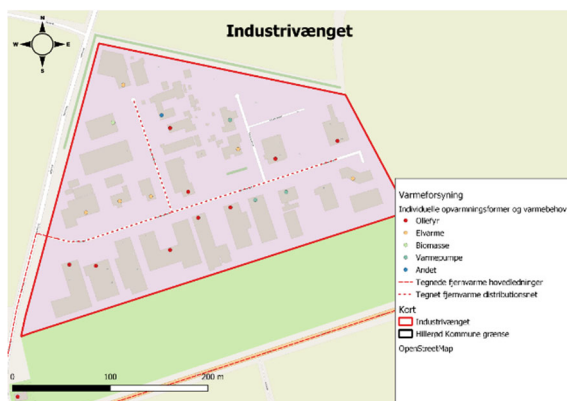 Industrivænget
N
W
E
S
Varmeforsyning
Individuelle opvarmningsformer og varmebehov
Oliefyr
Elvarme
Biomasse
Varmepumpe
Andet
Tegnede fjernvarme hovedledninger
Tegnet fjernvarme distributionsnet
Kort
Industrivænget
Hillerød Kommune grænse
OpenStreetMap
0
100
200 m